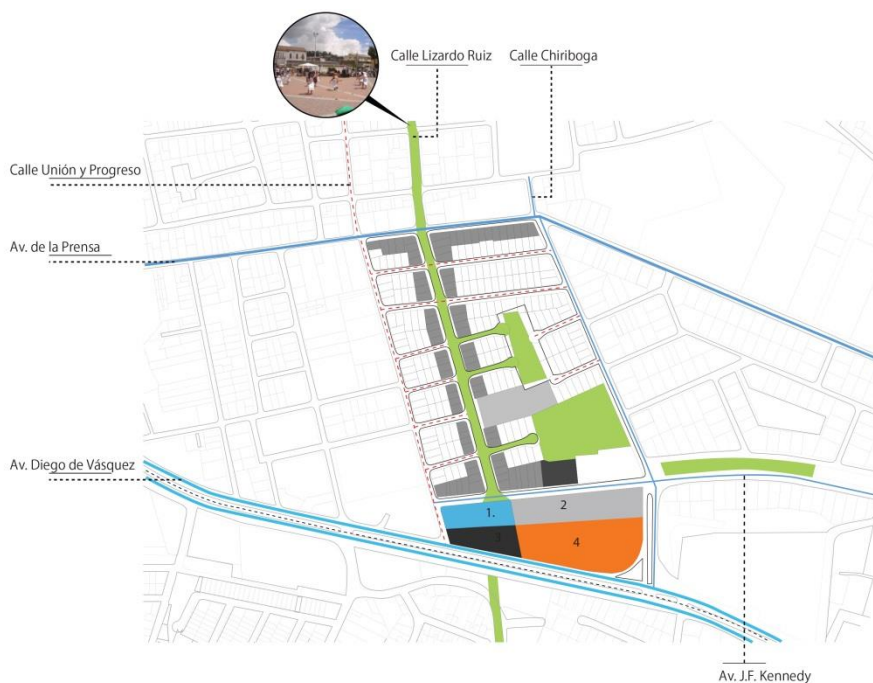 Calle Lizardo Ruiz
Calle Chiriboga
Calle Unión y Progreso
Av. de la Prensa
Av. Diego de Vásquez
1.
2
3
4
Av. J.F. Kennedy